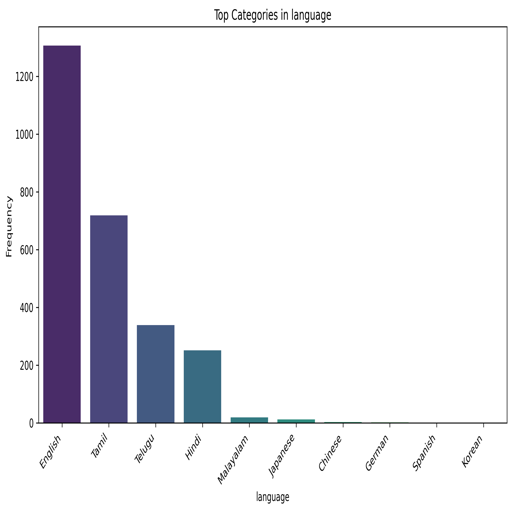 Top Categories in language
Frequency
1200
1000
800
600
400
200
0
English
Tamil
Telugu
Hindi
Malayalam
Japanese
Chinese
German
Spanish
Korean
language